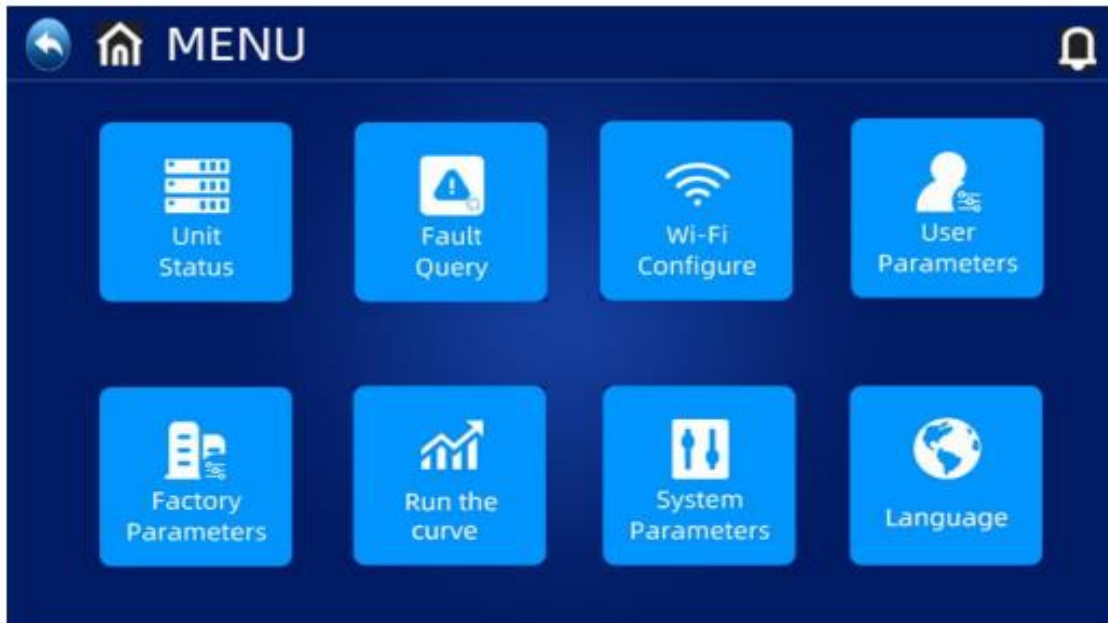 MENU
Unit
Status
Fault
Query
Wi-Fi
Configure
User
Parameters
Factory
Parameters
Run the
curve
System
Parameters
Language